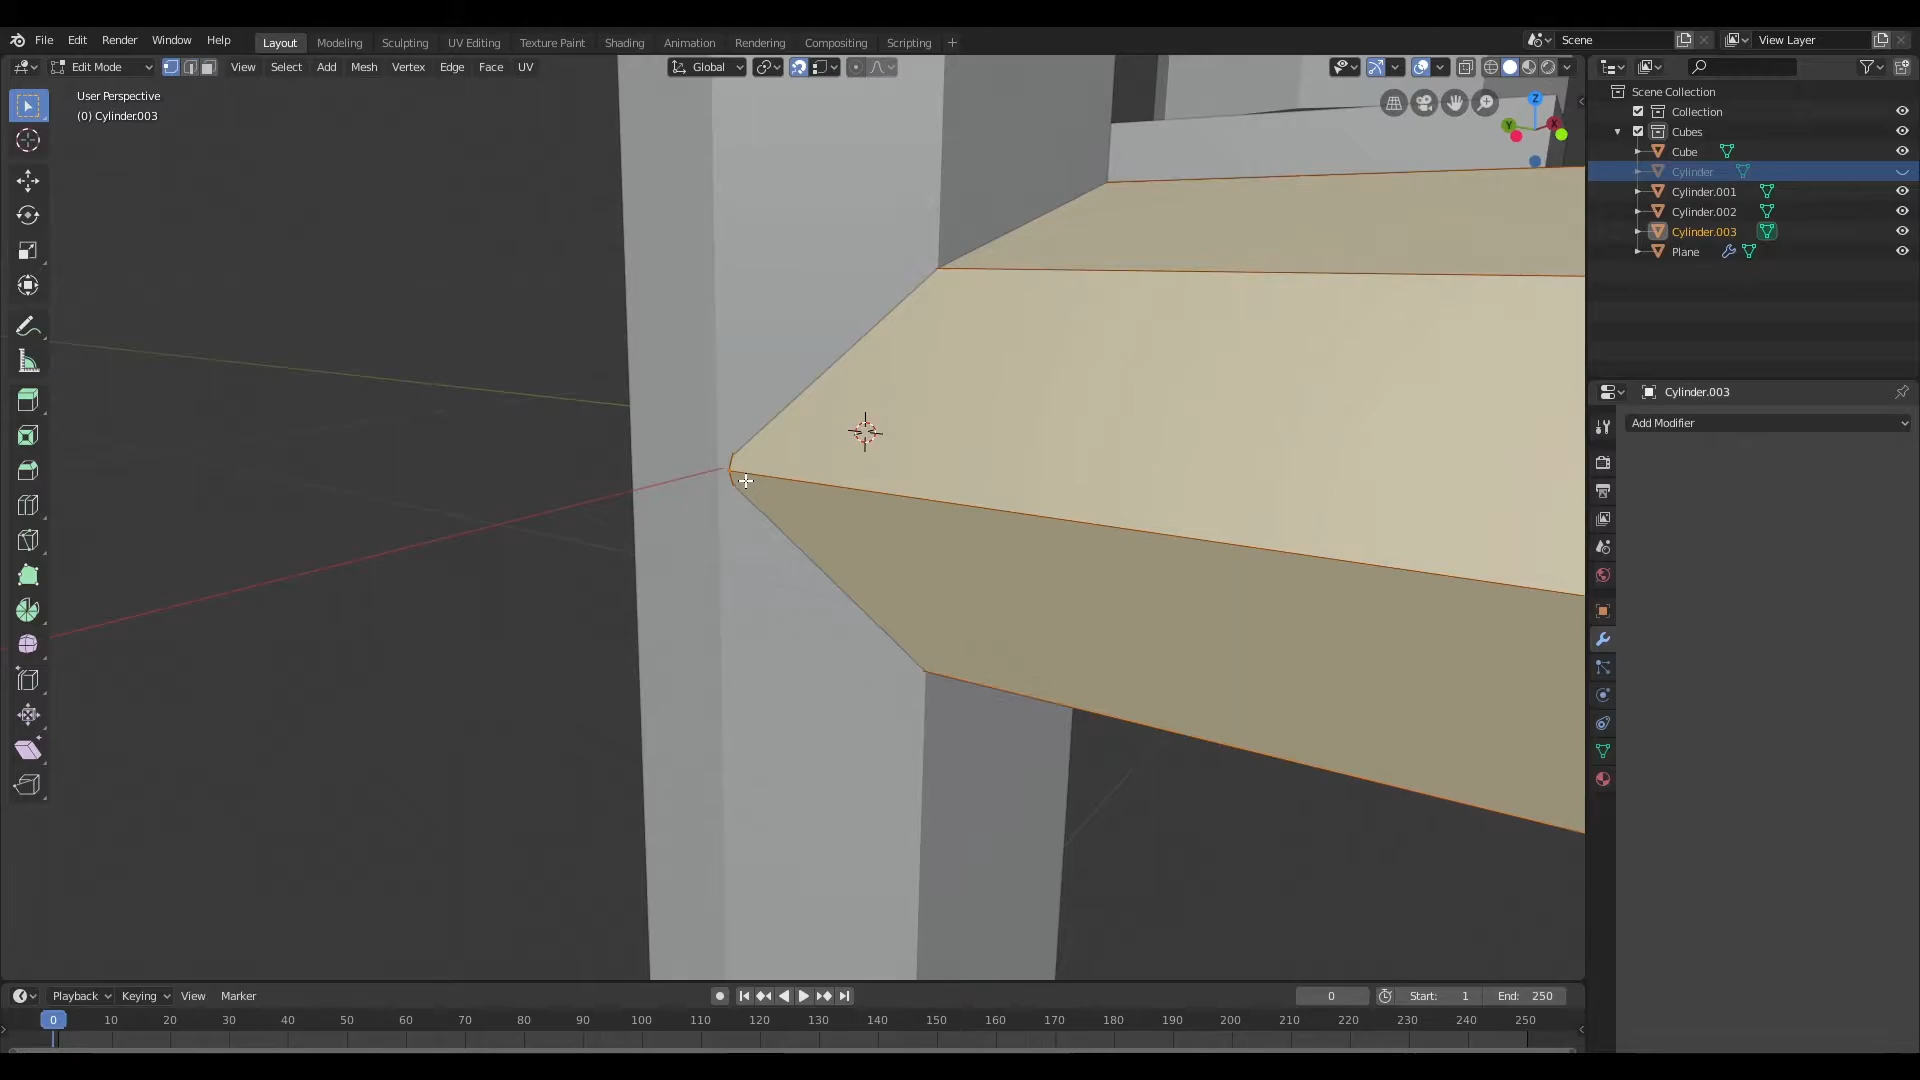 File Edit Render Window Help Layout Modeling Sculpting UV Editing Texture Paint Shading Animation Rendering Compositing Scripting + Scene View Layer
Edit Mode View Select Add Mesh Vertex Edge Face UV Global
User Perspective
(0) Cylinder.003
Z
Y X
Scene Collection
Collection
Cubes
Cube
Cylinder
Cylinder.001
Cylinder.002
Cylinder.003
Plane
Cylinder.003
Add Modifier
Playback Keying View Marker 0 Start: 1 End: 250
0 10 20 30 40 50 60 70 80 90 100 110 120 130 140 150 160 170 180 190 200 210 220 230 240 250